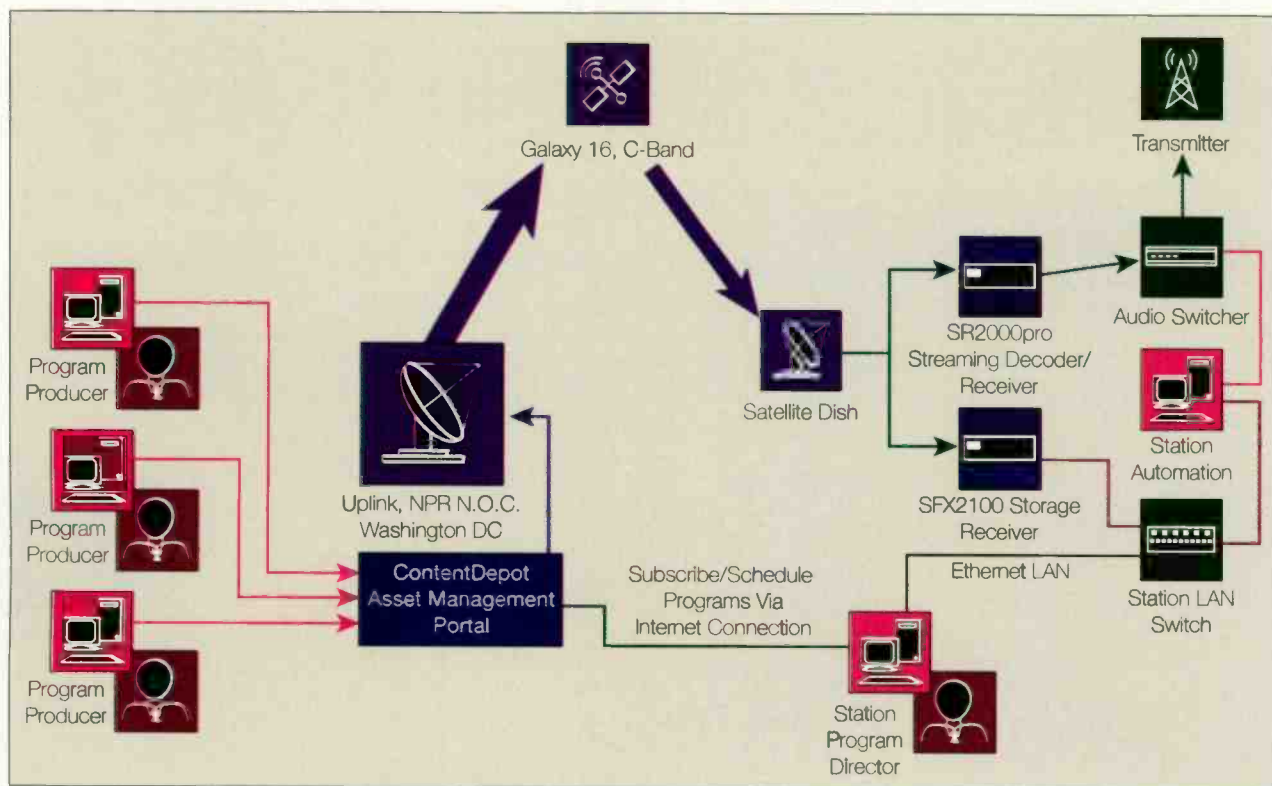 Galaxy 16, C-Band
Transmitter
Program
Producer
Program
Producer
Program
Producer
Uplink, NPR N.O.C.
Washington DC
ContentDepot
Asset Management
Portal
Subscribe/Schedule
Programs Via
Internet Connection
Satellite Dish
SR2000pro
Streaming Decoder/
Receiver
SFX2100 Storage
Receiver
Ethernet LAN
Audio Switcher
Station
Automation
Station LAN
Switch
Station
Program
Director